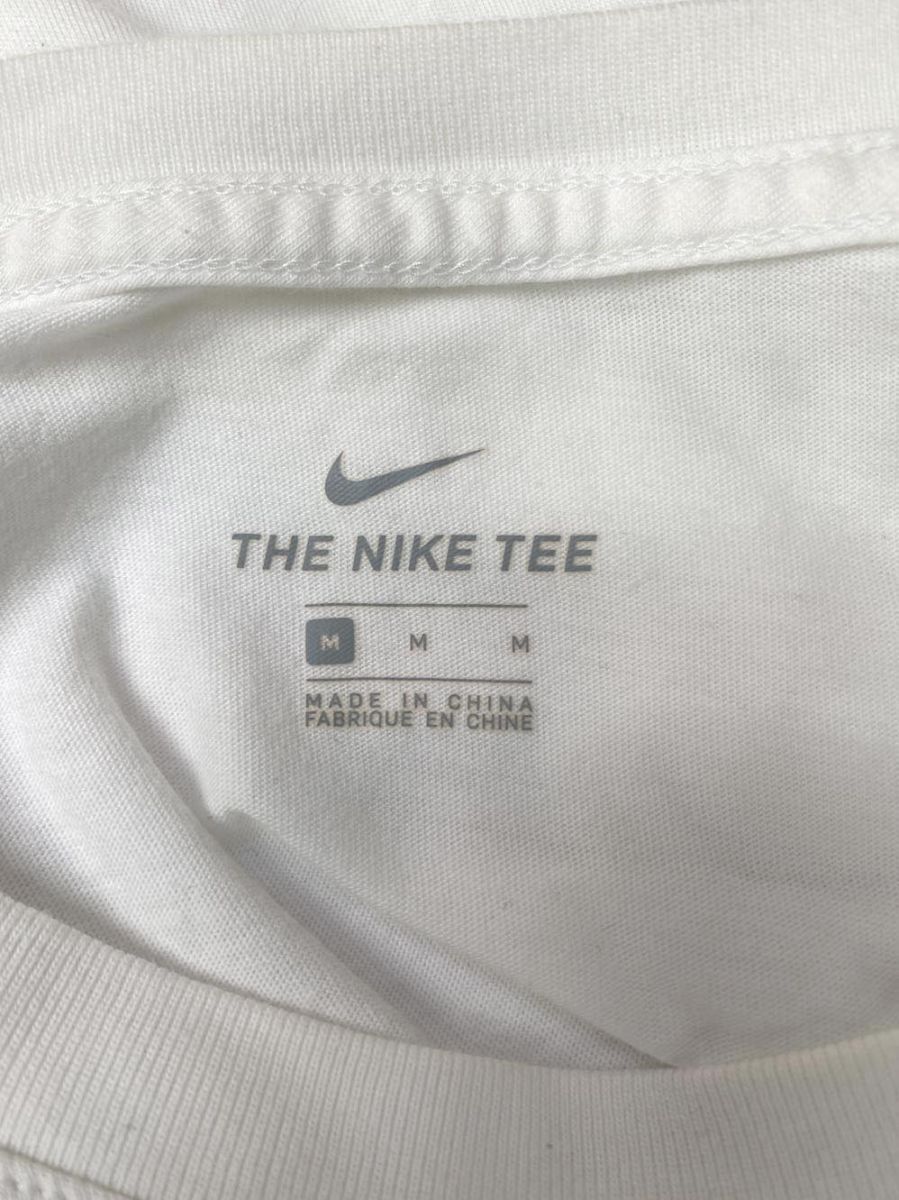 THE NIKE TEE
M M M
MADE IN CHINA
FABRIQUE EN CHINE